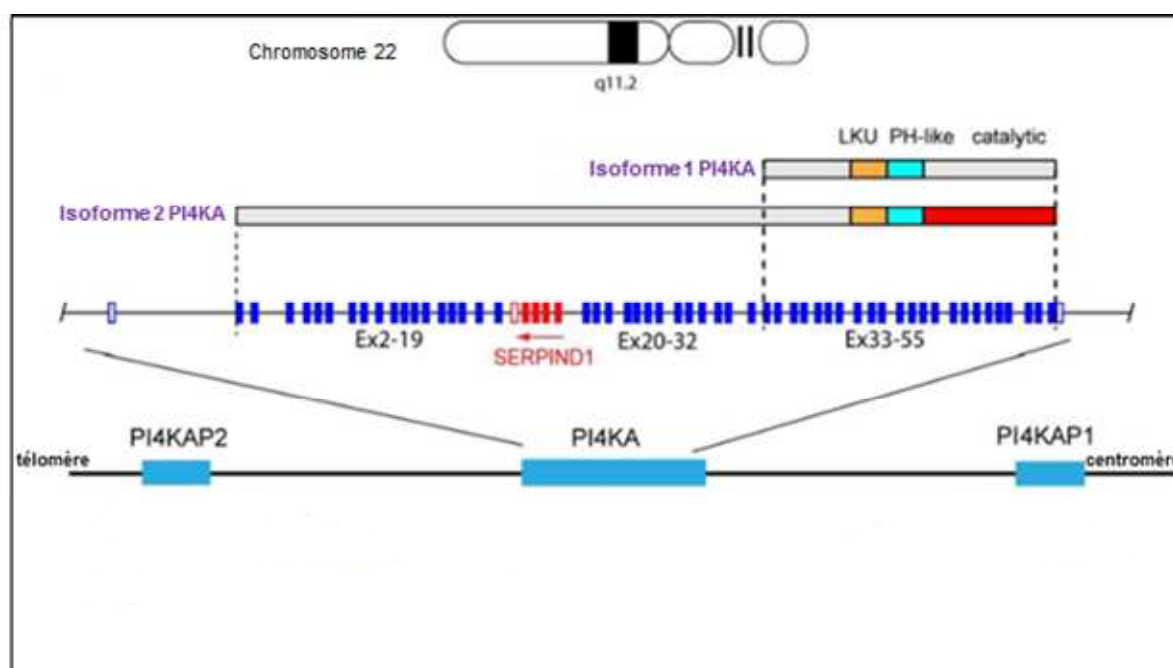 Chromosome 22
q11.2
LKU PH-like catalytic
Isoforme 1 PI4KA
Isoforme 2 PI4KA
Ex2-19
SERPIND1
Ex20-32
Ex33-55
PI4KAP2
PI4KA
PI4KAP1
télomère
centromère